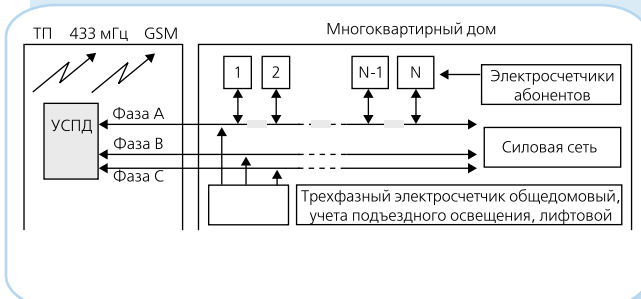 ТП 433 мГц GSM
Многоквартирный дом
1 2 N-1 N
Электросчетчики
абонентов
УСПД
Фаза A
Фаза B
Фаза C
Силовая сеть
Трехфазный электросчетчик общедомовый,
учета подъездного освещения, лифтовой